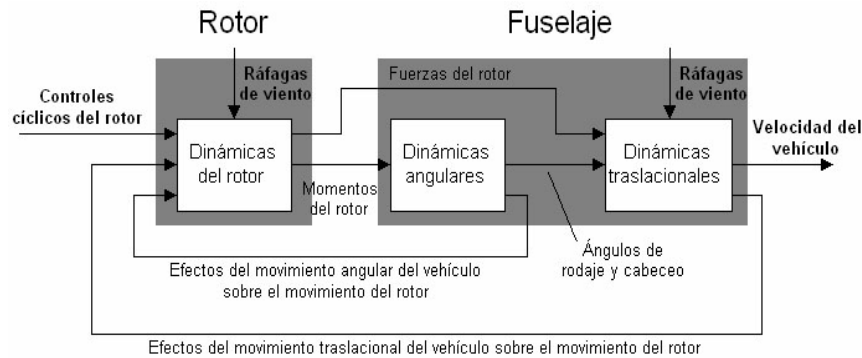 Rotor
Fuselaje
Ráfagas
de viento
Fuerzas del rotor
Ráfagas
de viento
Controles
cíclicos del rotor
Velocidad del
vehículo
Dinámicas
del rotor
Dinámicas
angulares
Dinámicas
traslacionales
Momentos
del rotor
Ángulos de
rodaje y cabeceo
Efectos del movimiento angular del vehículo
sobre el movimiento del rotor
Efectos del movimiento traslacional del vehículo sobre el movimiento del rotor